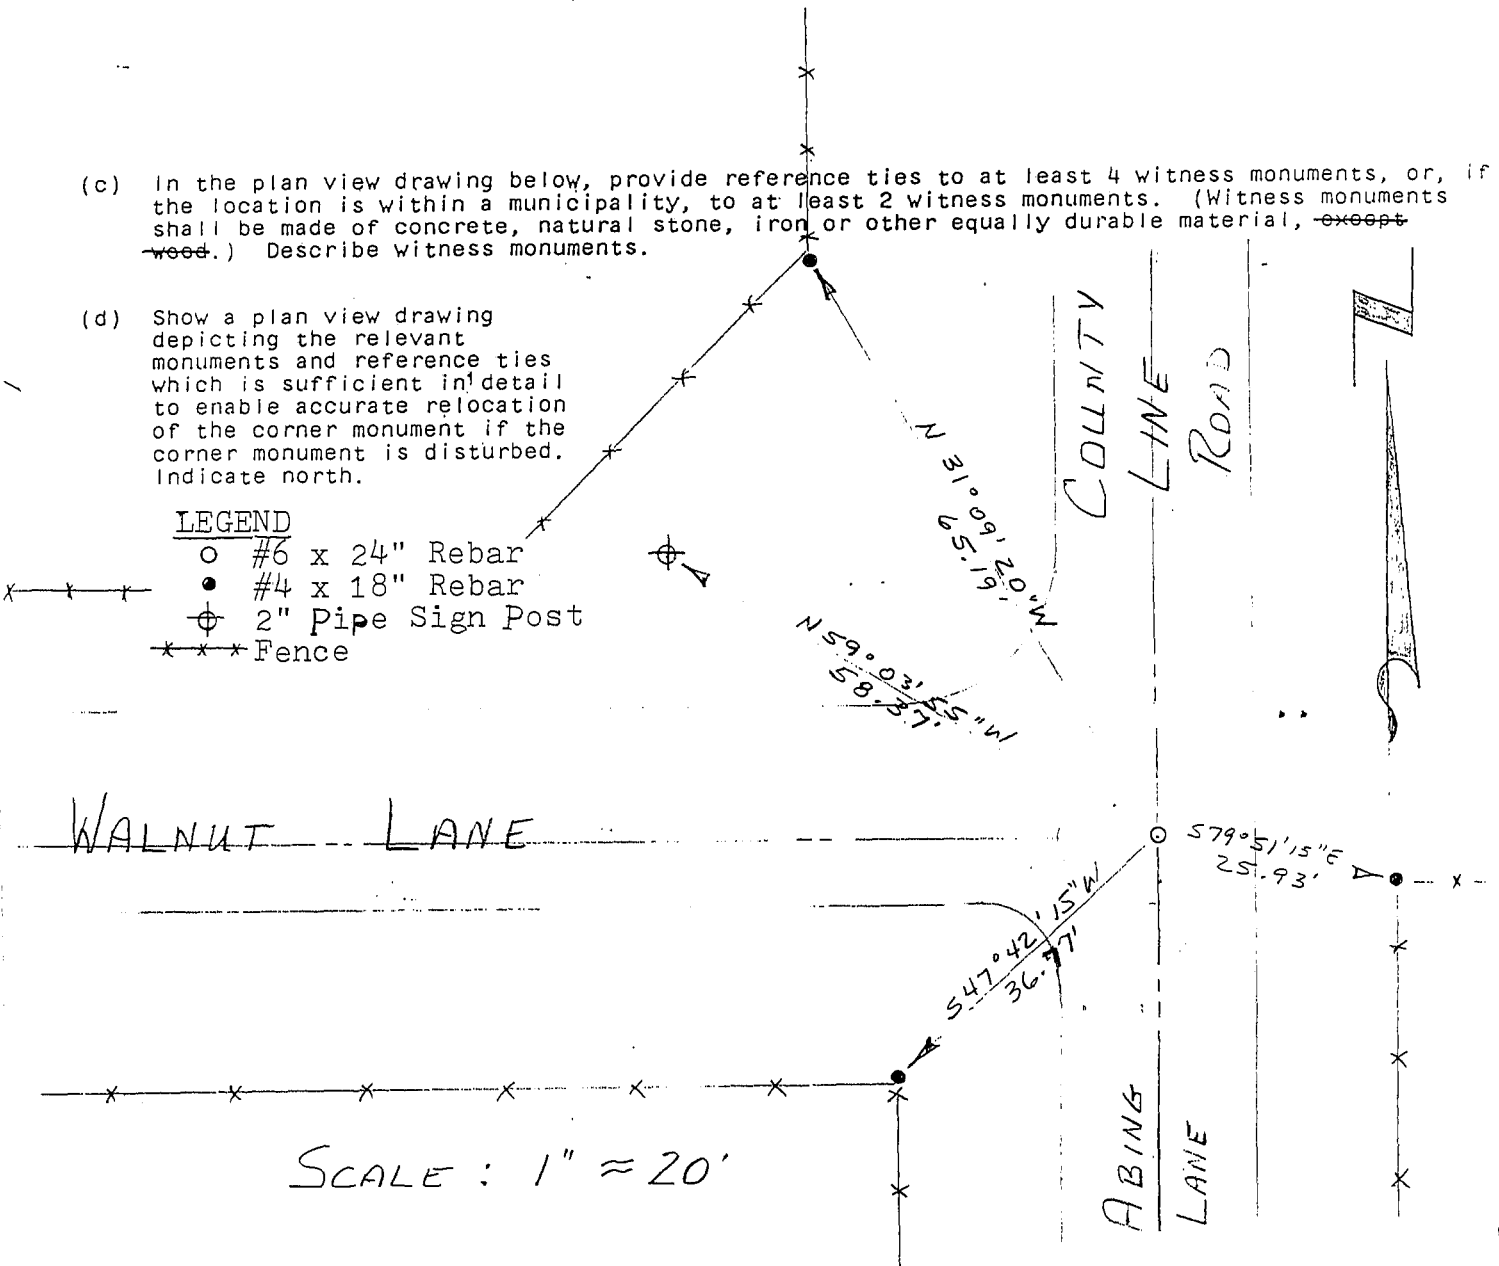 (c) In the plan view drawing below, provide reference ties to at least 4 witness monuments, or, if
the location is within a municipality, to at least 2 witness monuments. (Witness monuments
shall be made of concrete, natural stone, iron or other equally durable material, except
wood.) Describe witness monuments.
(d) Show a plan view drawing
depicting the relevant
monuments and reference ties
which is sufficient in detail
to enable accurate relocation
of the corner monument if the
corner monument is disturbed.
Indicate north.
LEGEND
#6 x 24" Rebar
#4 x 18" Rebar
2" Pipe Sign Post
Fence
COUNTY
LINE
ROAD
N
N 31° 09' 20" W
65.19'
N 59° 03' 55" W
58.37'
WALNUT LANE
S79°51'15"E
25.93'
S47°42'15"W
36.77'
ABING
LANE
SCALE: 1" ≈ 20'